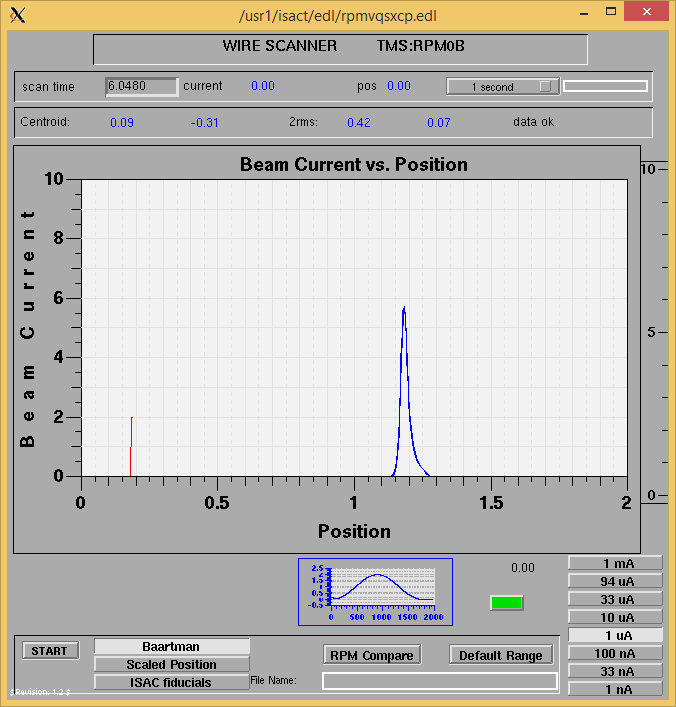 /usr1/isact/edl/rpmvqsxcp.edl
WIRE SCANNER TMS:RPM0B
scan time 6.0480 current 0.00 pos 0.00 1 second
Centroid: 0.09 -0.31 2rms: 0.42 0.07 data ok
Beam Current vs. Position
Beam Current
10
8
6
4
2
0
0 0.5 1 1.5 2
Position
10
5
0
2.5
1.5
0.5
-0.5
0 500 1000 1500 2000
0.00
1 mA
94 uA
33 uA
10 uA
1 uA
100 nA
33 nA
1 nA
START
Baartman
Scaled Position
ISAC fiducials
RPM Compare
Default Range
File Name:
$Revision: 1.2 $